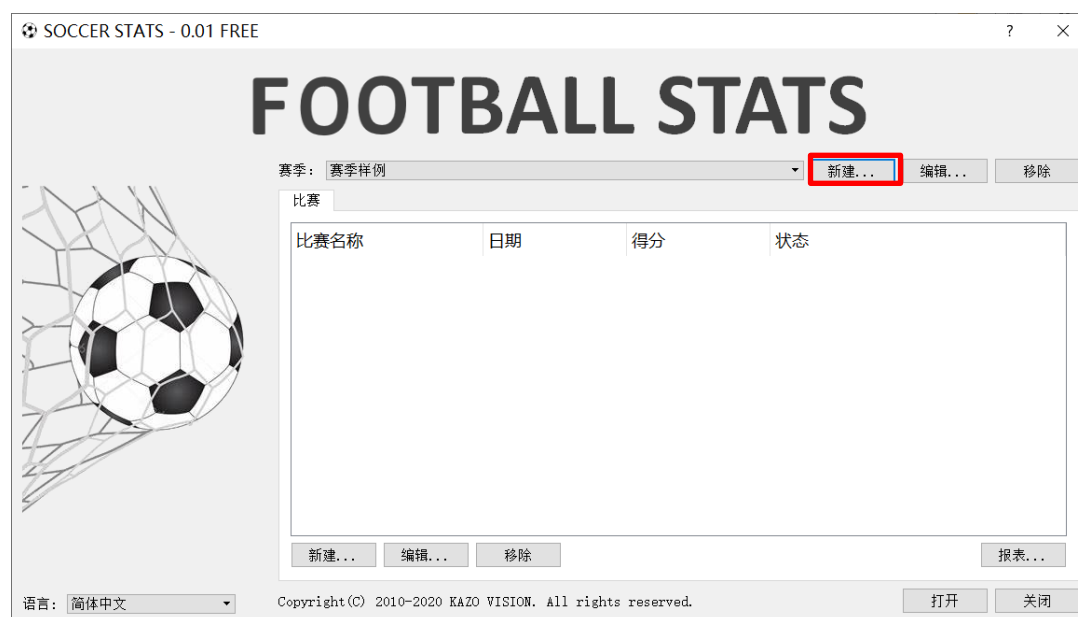 SOCCER STATS - 0.01 FREE ?
FOOTBALL STATS
赛季: 赛季样例 新建... 编辑... 移除
比赛
比赛名称 日期 得分 状态
新建... 编辑... 移除 报表...
语言: 简体中文 Copyright(C) 2010-2020 KAZO VISION. All rights reserved. 打开 关闭